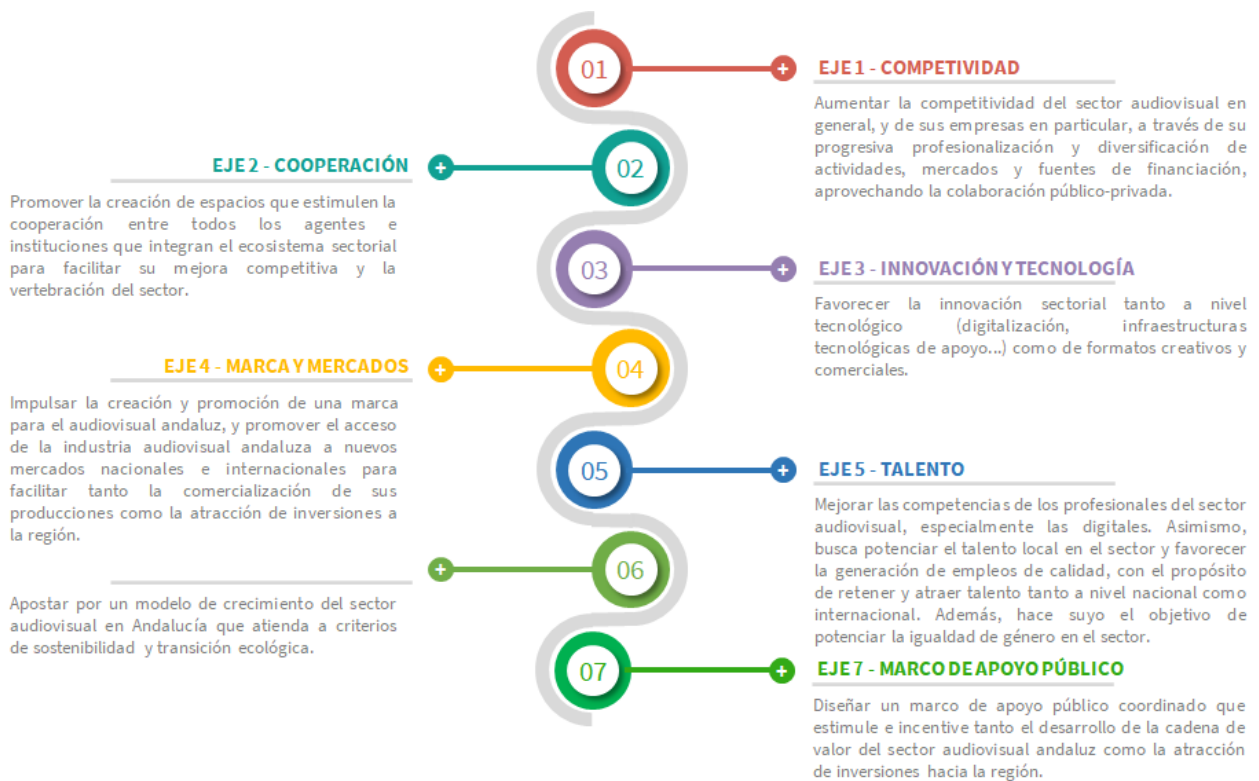 01
EJE 1 - COMPETIVIDAD
Aumentar la competitividad del sector audiovisual en
general, y de sus empresas en particular, a través de su
progresiva profesionalización y diversificación de
actividades, mercados y fuentes de financiación,
aprovechando la colaboración público-privada.
02
EJE 2 - COOPERACIÓN
Promover la creación de espacios que estimulen la
cooperación entre todos los agentes e
instituciones que integran el ecosistema sectorial
para facilitar su mejora competitiva y la
vertebración del sector.
03
EJE 3 - INNOVACIÓN Y TECNOLOGÍA
Favorecer la innovación sectorial tanto a nivel
tecnológico (digitalización, infraestructuras
tecnológicas de apoyo...) como de formatos creativos y
comerciales.
04
EJE 4 - MARCA Y MERCADOS
Impulsar la creación y promoción de una marca
para el audiovisual andaluz, y promover el acceso
de la industria audiovisual andaluza a nuevos
mercados nacionales e internacionales para
facilitar tanto la comercialización de sus
producciones como la atracción de inversiones a
la región.
05
EJE 5 - TALENTO
Mejorar las competencias de los profesionales del sector
audiovisual, especialmente las digitales. Asimismo,
busca potenciar el talento local en el sector y favorecer
la generación de empleos de calidad, con el propósito
de retener y atraer talento tanto a nivel nacional como
internacional. Además, hace suyo el objetivo de
potenciar la igualdad de género en el sector.
06
Apostar por un modelo de crecimiento del sector
audiovisual en Andalucía que atienda a criterios
de sostenibilidad y transición ecológica.
07
EJE 7 - MARCO DE APOYO PÚBLICO
Diseñar un marco de apoyo público coordinado que
estimule e incentive tanto el desarrollo de la cadena de
valor del sector audiovisual andaluz como la atracción
de inversiones hacia la región.